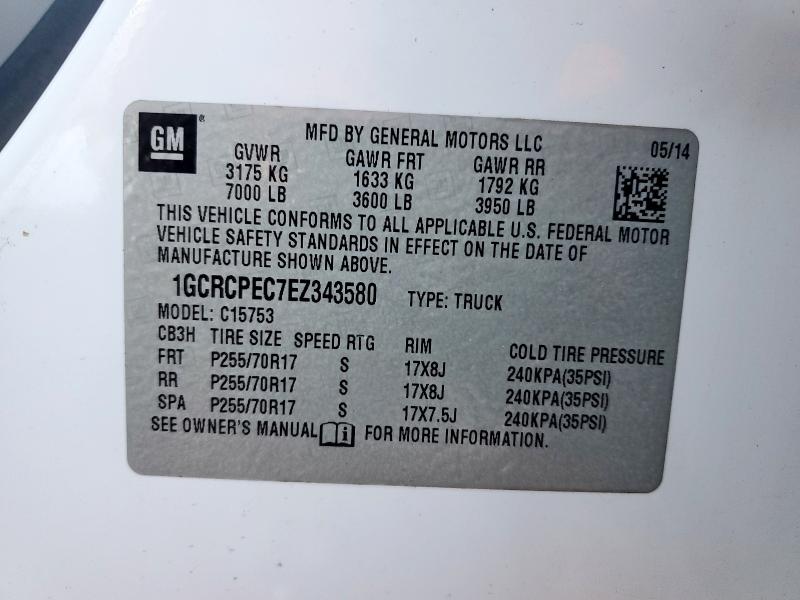 GM®
MFD BY GENERAL MOTORS LLC 05/14
GVWR GAWR FRT GAWR RR
3175 KG 1633 KG 1792 KG
7000 LB 3600 LB 3950 LB
THIS VEHICLE CONFORMS TO ALL APPLICABLE U.S. FEDERAL MOTOR
VEHICLE SAFETY STANDARDS IN EFFECT ON THE DATE OF
MANUFACTURE SHOWN ABOVE.
1GCRCPEC7EZ343580 TYPE: TRUCK
MODEL: C15753
CB3H TIRE SIZE SPEED RTG RIM COLD TIRE PRESSURE
FRT P255/70R17 S 17X8J 240KPA(35PSI)
RR P255/70R17 S 17X8J 240KPA(35PSI)
SPA P255/70R17 S 17X7.5J 240KPA(35PSI)
SEE OWNER'S MANUAL i FOR MORE INFORMATION.